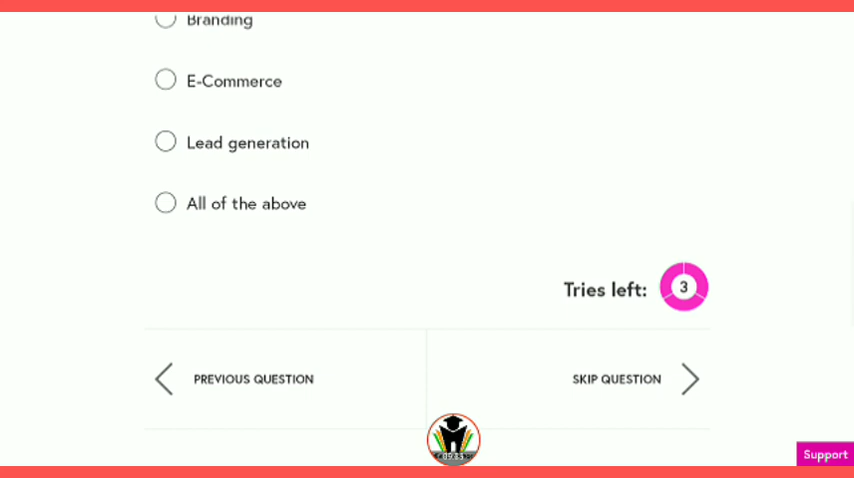 Branding
E-Commerce
Lead generation
All of the above
Tries left: 3
PREVIOUS QUESTION
SKIP QUESTION
Support